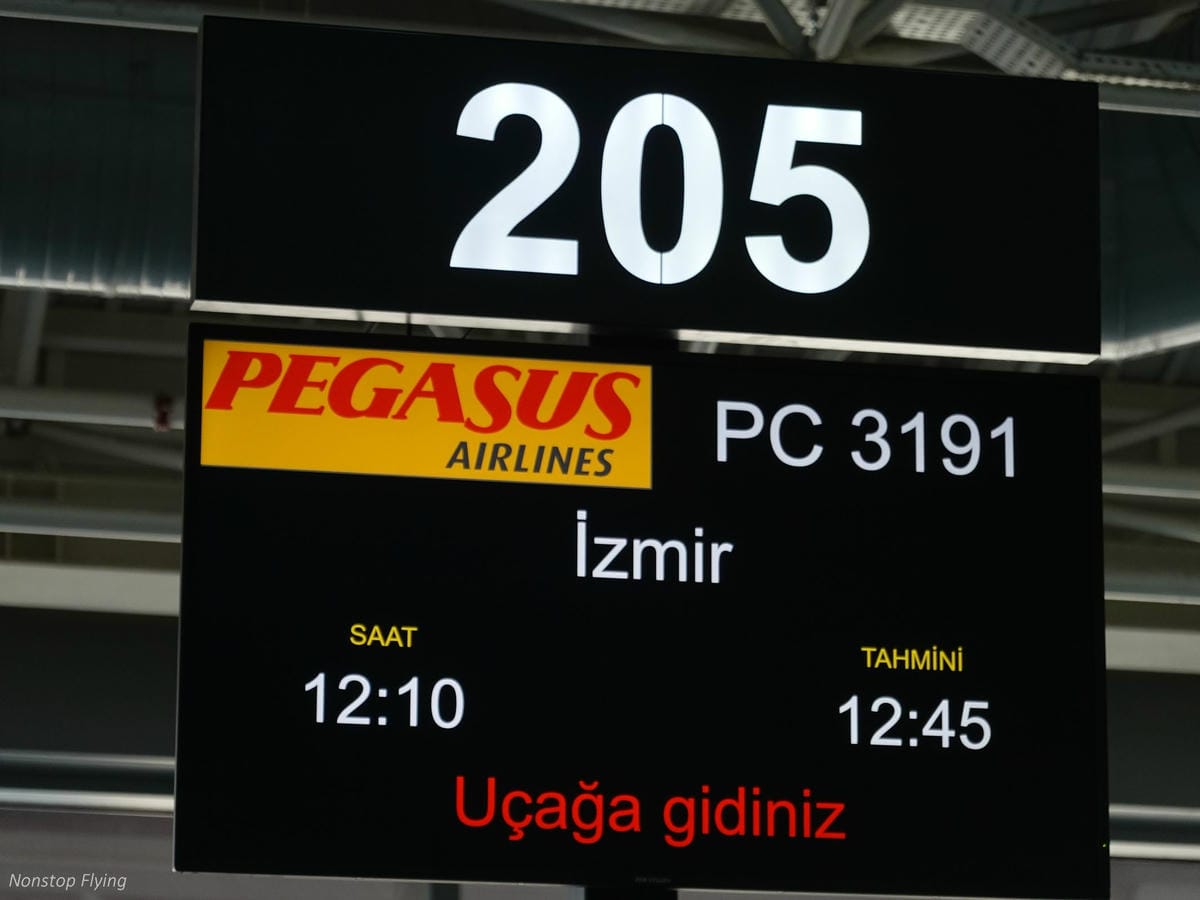 205
PEGASUS
AIRLINES
PC 3191
İzmir
SAAT
TAHMİNİ
12:10
12:45
Uçağa gidiniz
Nonstop Flying